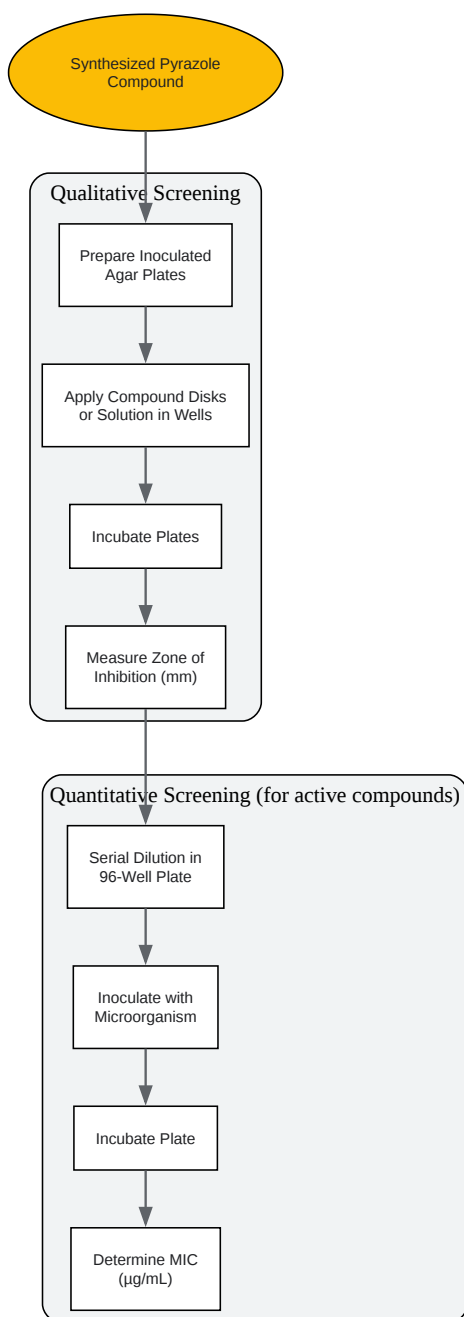 Synthesized Pyrazole
Compound
Qualitative Screening
Prepare Inoculated
Agar Plates
Apply Compound Disks
or Solution in Wells
Incubate Plates
Measure Zone of
Inhibition (mm)
Quantitative Screening (for active compounds)
Serial Dilution in
96-Well Plate
Inoculate with
Microorganism
Incubate Plate
Determine MIC
(µg/mL)